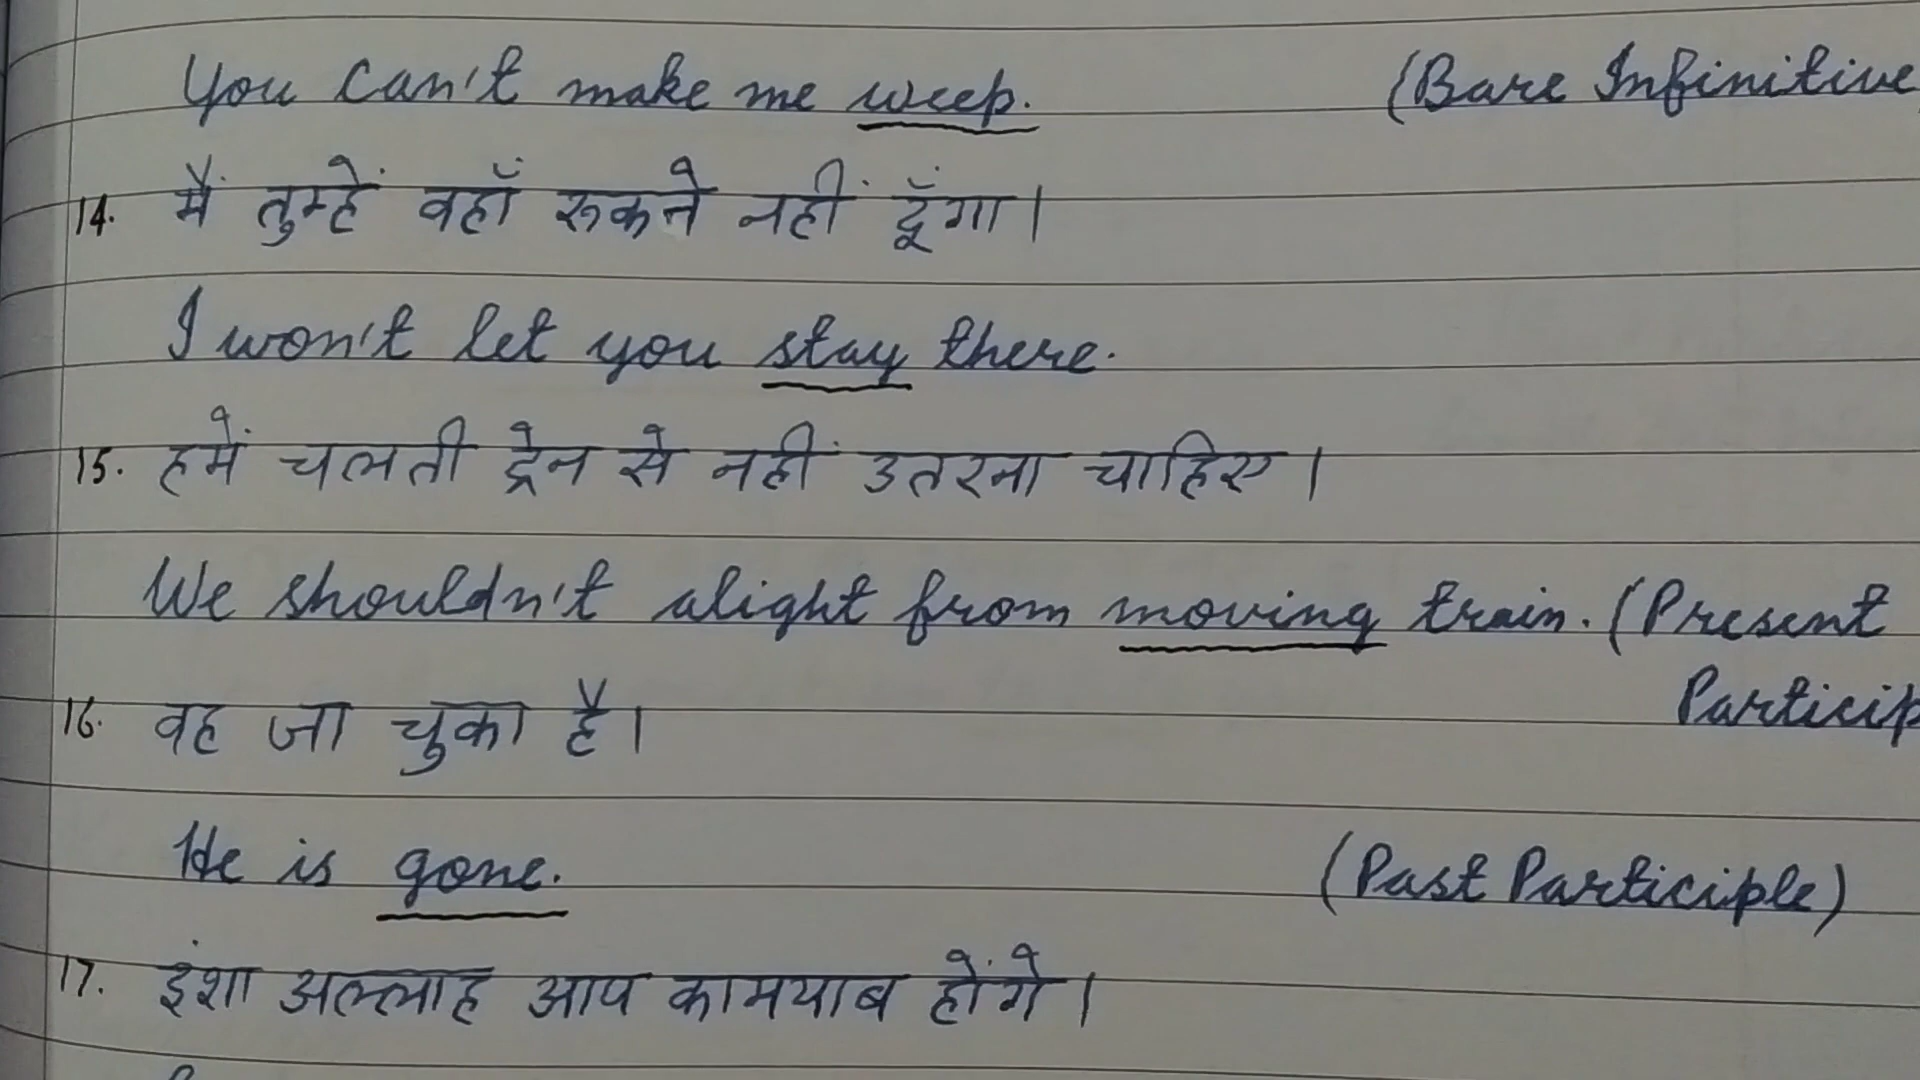 You can't make me weep. (Bare Infinitive
14. मैं तुम्हें वहाँ रूकने नहीं दूँगा।
I won't let you stay there.
15. हमें चलती ट्रेन से नहीं उतरना चाहिए।
We shouldn't alight from moving train. (Present
Particip
16. वह जा चुका है।
He is gone. (Past Participle)
17. इंशा अल्लाह आप कामयाब होंगे।